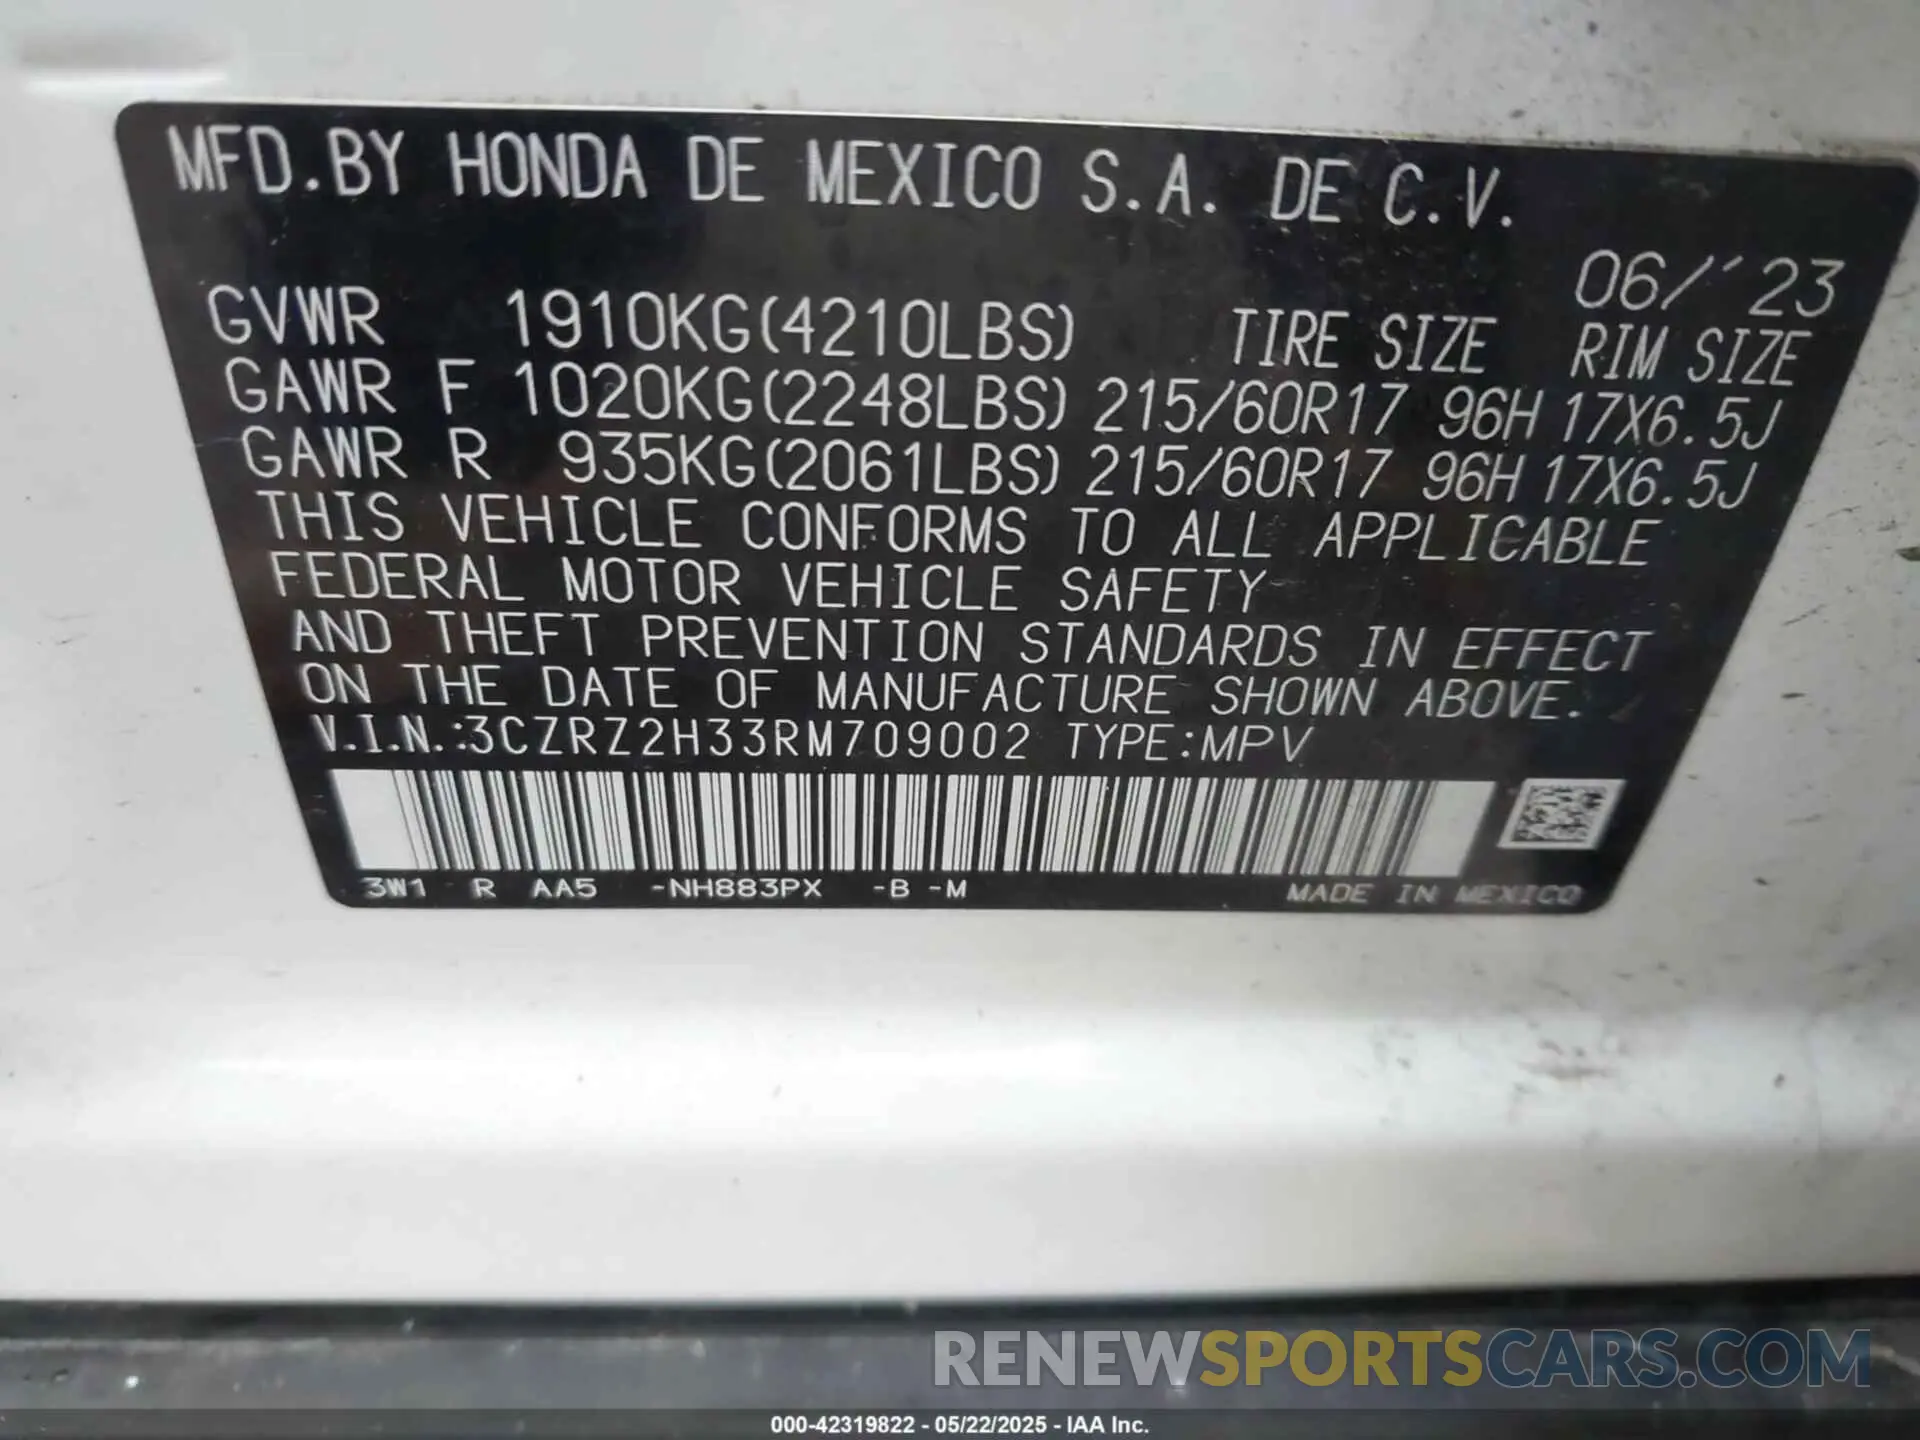 MFD.BY HONDA DE MEXICO S.A. DE C.V.
06/'23
GVWR 1910KG(4210LBS) TIRE SIZE RIM SIZE
GAWR F 1020KG(2248LBS) 215/60R17 96H 17X6.5J
GAWR R 935KG(2061LBS) 215/60R17 96H 17X6.5J
THIS VEHICLE CONFORMS TO ALL APPLICABLE
FEDERAL MOTOR VEHICLE SAFETY
AND THEFT PREVENTION STANDARDS IN EFFECT
ON THE DATE OF MANUFACTURE SHOWN ABOVE.
V.I.N.:3CZRZ2H33RM709002 TYPE:MPV
3W1 R AA5 -NH883PX -B -M MADE IN MEXICO
RENEWSPORTSCARS.COM
000-42319822 - 05/22/2025 - IAA Inc.